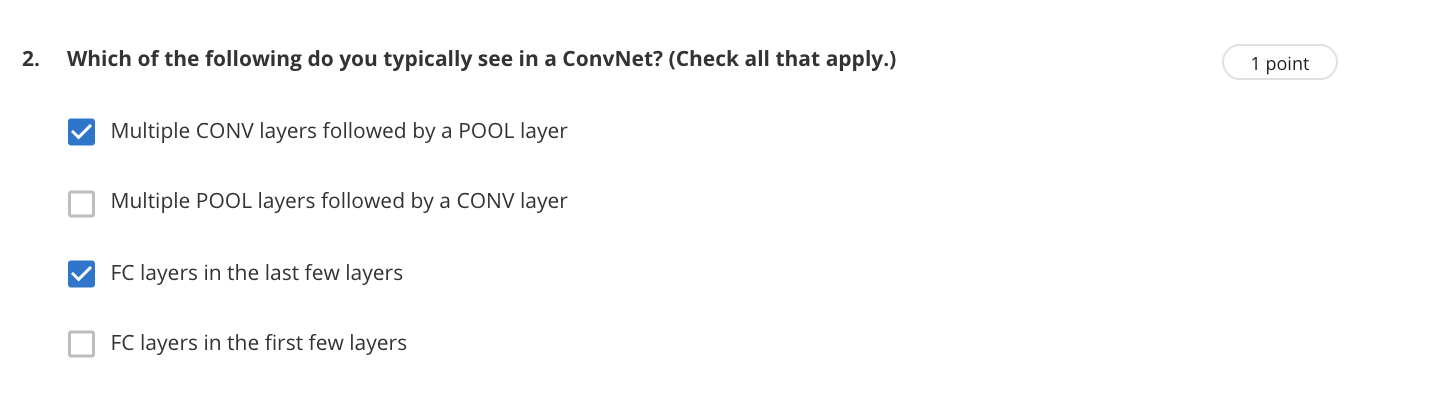 2. Which of the following do you typically see in a ConvNet? (Check all that apply.)
1 point
Multiple CONV layers followed by a POOL layer
Multiple POOL layers followed by a CONV layer
FC layers in the last few layers
FC layers in the first few layers